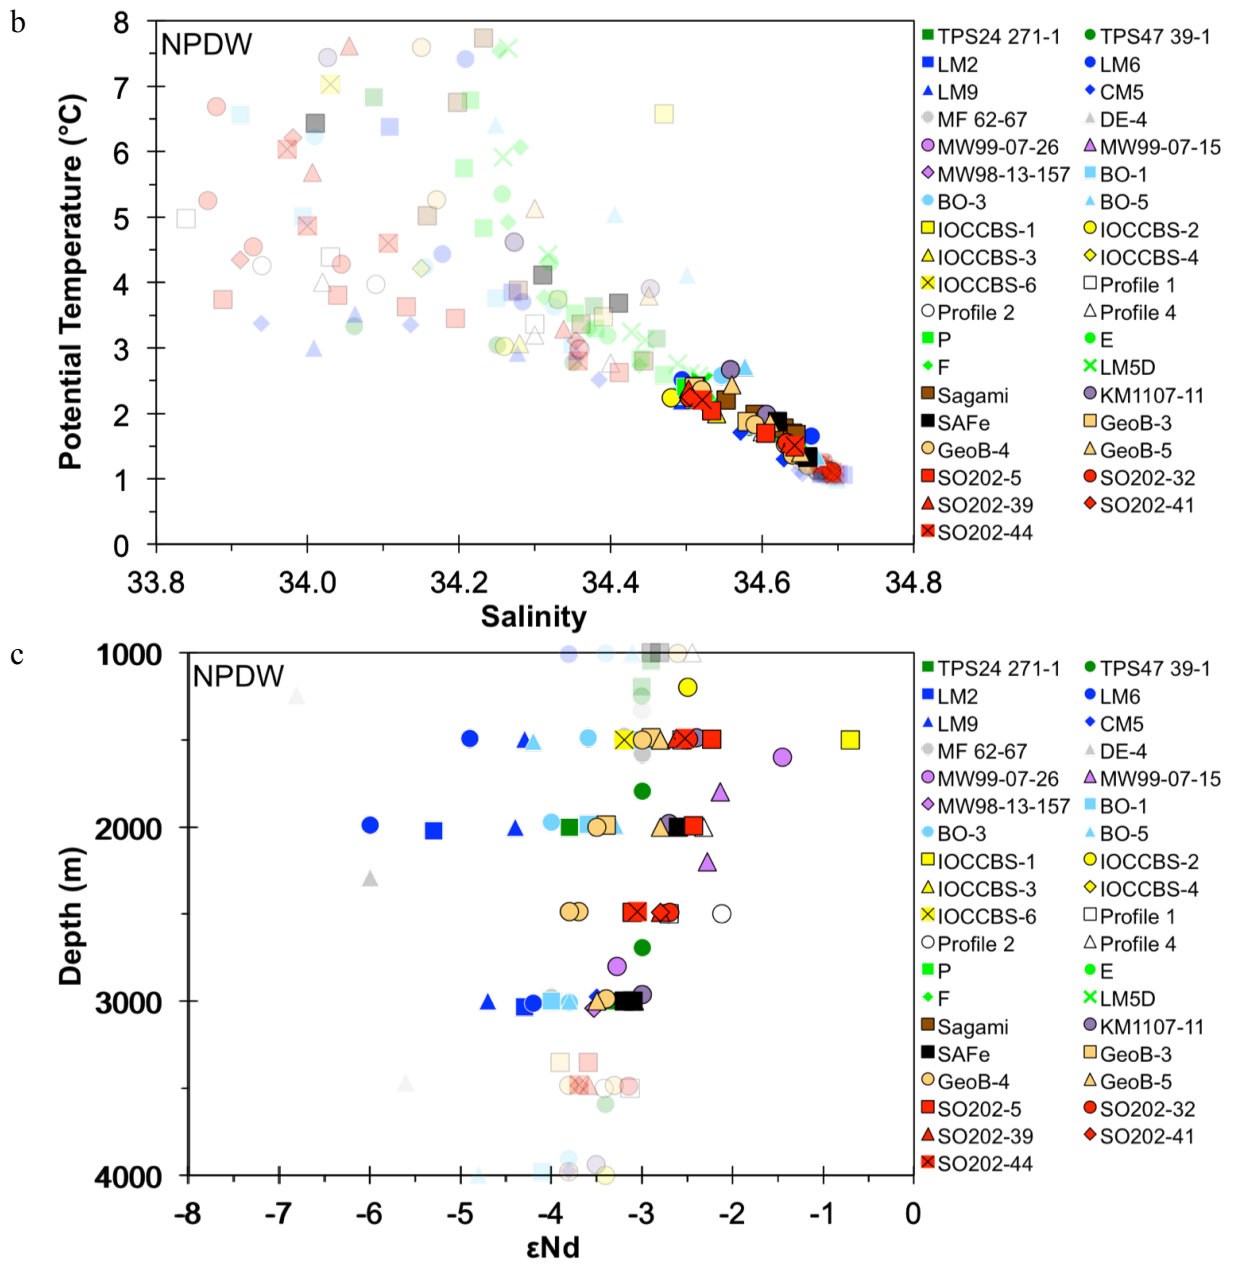 b
8
NPDW
7
6
5
4
3
2
1
0
Potential Temperature (°C)
33.8 34.0 34.2 34.4 34.6 34.8
Salinity
TPS24 271-1 TPS47 39-1
LM2 LM6
LM9 CM5
MF 62-67 DE-4
MW99-07-26 MW99-07-15
MW98-13-157 BO-1
BO-3 BO-5
IOCCBS-1 IOCCBS-2
IOCCBS-3 IOCCBS-4
IOCCBS-6 Profile 1
Profile 2 Profile 4
P E
F LM5D
Sagami KM1107-11
SAFe GeoB-3
GeoB-4 GeoB-5
SO202-5 SO202-32
SO202-39 SO202-41
SO202-44
c
1000
NPDW
2000
3000
4000
Depth (m)
-8 -7 -6 -5 -4 -3 -2 -1 0
εNd
TPS24 271-1 TPS47 39-1
LM2 LM6
LM9 CM5
MF 62-67 DE-4
MW99-07-26 MW99-07-15
MW98-13-157 BO-1
BO-3 BO-5
IOCCBS-1 IOCCBS-2
IOCCBS-3 IOCCBS-4
IOCCBS-6 Profile 1
Profile 2 Profile 4
P E
F LM5D
Sagami KM1107-11
SAFe GeoB-3
GeoB-4 GeoB-5
SO202-5 SO202-32
SO202-39 SO202-41
SO202-44